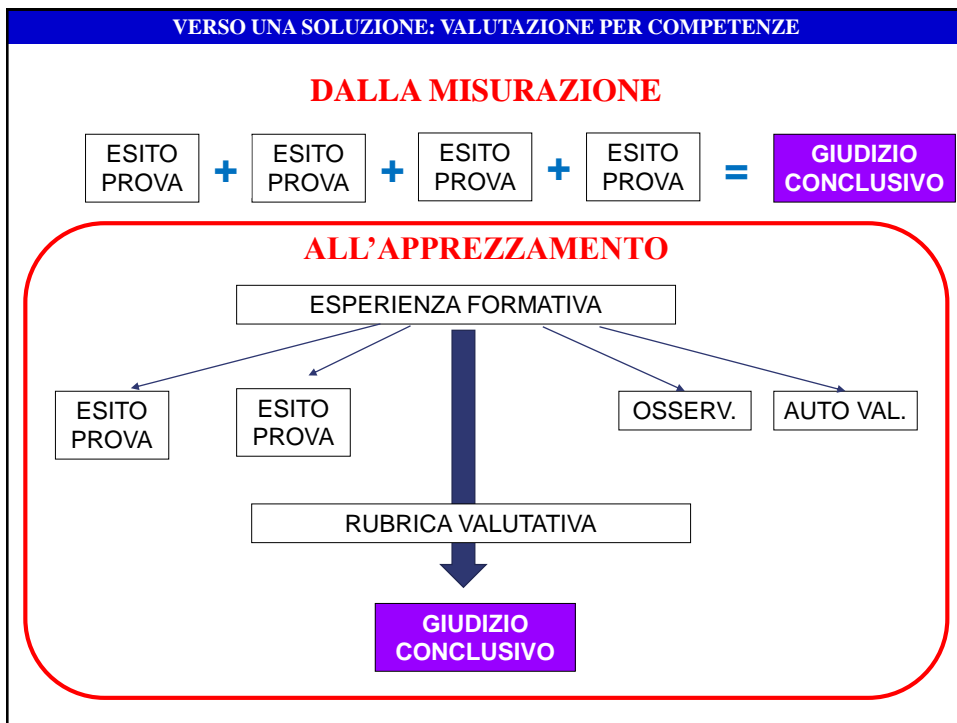 VERSO UNA SOLUZIONE: VALUTAZIONE PER COMPETENZE
DALLA MISURAZIONE
ESITO
PROVA
+
ESITO
PROVA
+
ESITO
PROVA
+
ESITO
PROVA
=
GIUDIZIO
CONCLUSIVO
ALL'APPREZZAMENTO
ESPERIENZA FORMATIVA
ESITO
PROVA
ESITO
PROVA
OSSERV.
AUTO VAL.
RUBRICA VALUTATIVA
GIUDIZIO
CONCLUSIVO